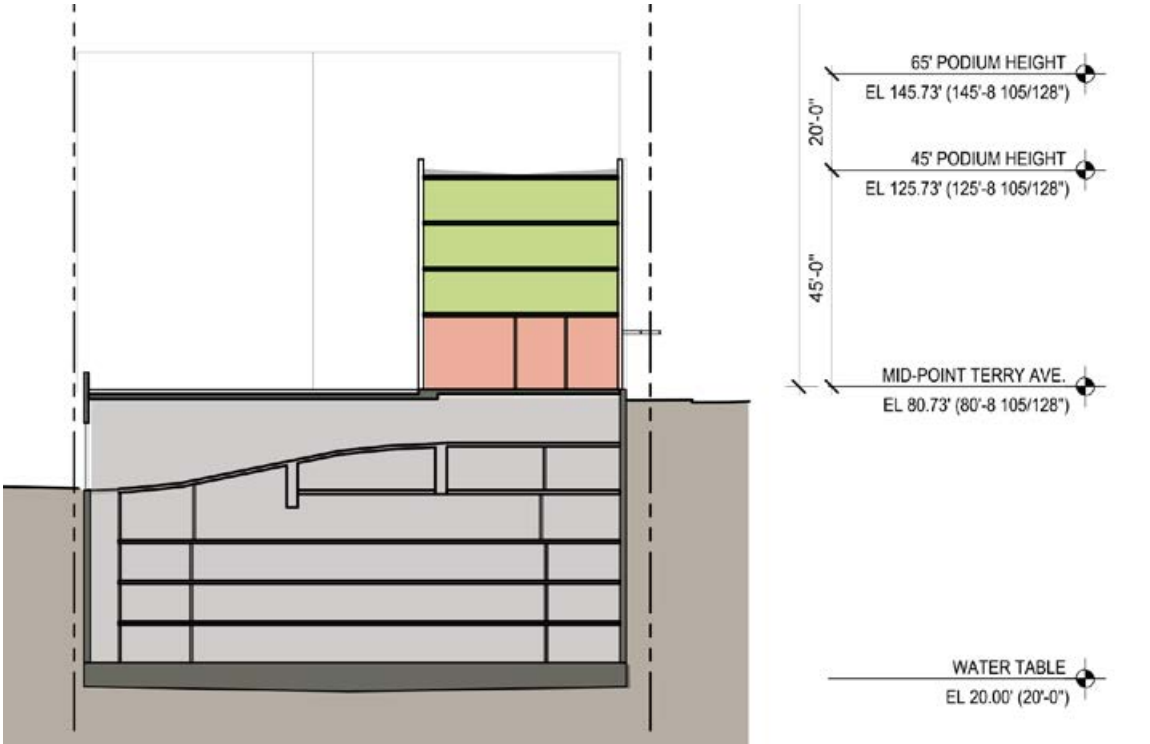 65' PODIUM HEIGHT
EL 145.73' (145'-8 105/128")
20'-0"
45' PODIUM HEIGHT
EL 125.73' (125'-8 105/128")
45'-0"
MID-POINT TERRY AVE.
EL 80.73' (80'-8 105/128")
WATER TABLE
EL 20.00' (20'-0")